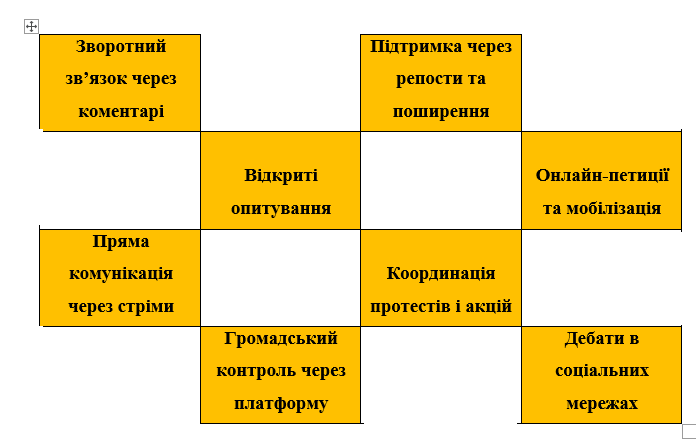 Зворотний
зв’язок через
коментарі
Підтримка через
репости та
поширення
Відкриті
опитування
Онлайн-петиції
та мобілізація
Пряма
комунікація
через стріми
Координація
протестів і акцій
Громадський
контроль через
платформу
Дебати в
соціальних
мережах